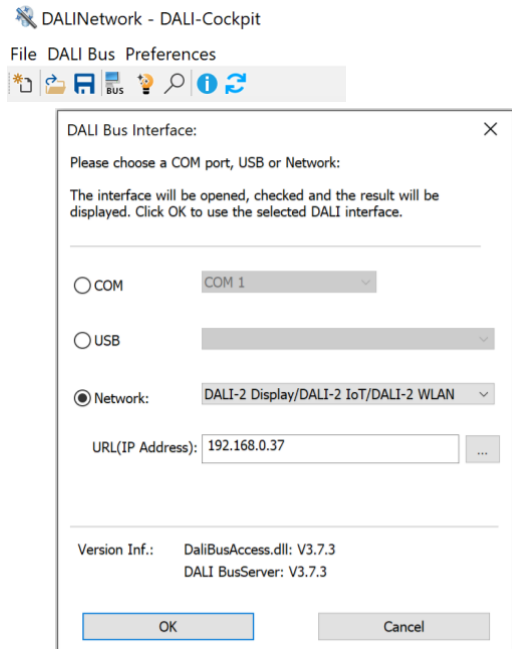 DALINetwork - DALI-Cockpit
File DALI Bus Preferences
BUS
DALI Bus Interface:
Please choose a COM port, USB or Network:
The interface will be opened, checked and the result will be
displayed. Click OK to use the selected DALI interface.
COM COM 1
USB
Network: DALI-2 Display/DALI-2 IoT/DALI-2 WLAN
URL(IP Address): 192.168.0.37 ...
Version Inf.: DaliBusAccess.dll: V3.7.3
DALI BusServer: V3.7.3
OK Cancel